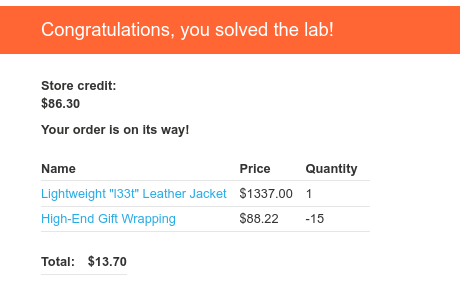 Congratulations, you solved the lab!
Store credit:
$86.30
Your order is on its way!
Name Price Quantity
Lightweight "l33t" Leather Jacket $1337.00 1
High-End Gift Wrapping $88.22 -15
Total: $13.70